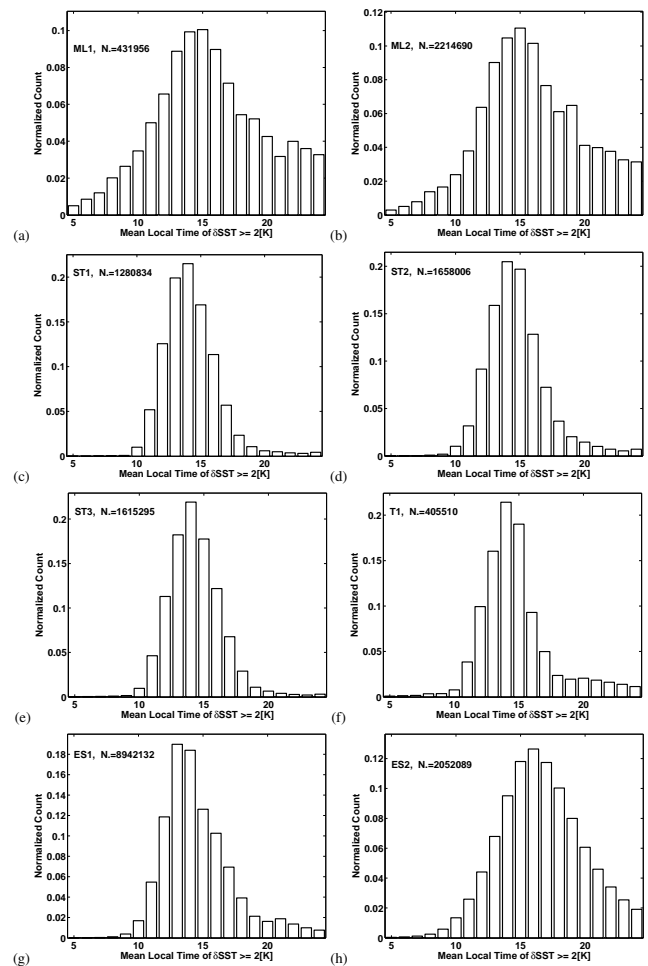 0.1
0.08
0.06
0.04
0.02
0
Normalized Count
ML1, N.=431956
5 10 15 20
Mean Local Time of δSST >= 2[K]
(a)
0.12
0.1
0.08
0.06
0.04
0.02
0
Normalized Count
ML2, N.=2214690
5 10 15 20
Mean Local Time of δSST >= 2[K]
(b)
0.2
0.15
0.1
0.05
0
Normalized Count
ST1, N.=1280834
5 10 15 20
Mean Local Time of δSST >= 2[K]
(c)
0.2
0.15
0.1
0.05
0
Normalized Count
ST2, N.=1658006
5 10 15 20
Mean Local Time of δSST >= 2[K]
(d)
0.2
0.15
0.1
0.05
0
Normalized Count
ST3, N.=1615295
5 10 15 20
Mean Local Time of δSST >= 2[K]
(e)
0.2
0.15
0.1
0.05
0
Normalized Count
T1, N.=405510
5 10 15 20
Mean Local Time of δSST >= 2[K]
(f)
0.18
0.16
0.14
0.12
0.1
0.08
0.06
0.04
0.02
0
Normalized Count
ES1, N.=8942132
5 10 15 20
Mean Local Time of δSST >= 2[K]
(g)
0.12
0.1
0.08
0.06
0.04
0.02
0
Normalized Count
ES2, N.=2052089
5 10 15 20
Mean Local Time of δSST >= 2[K]
(h)